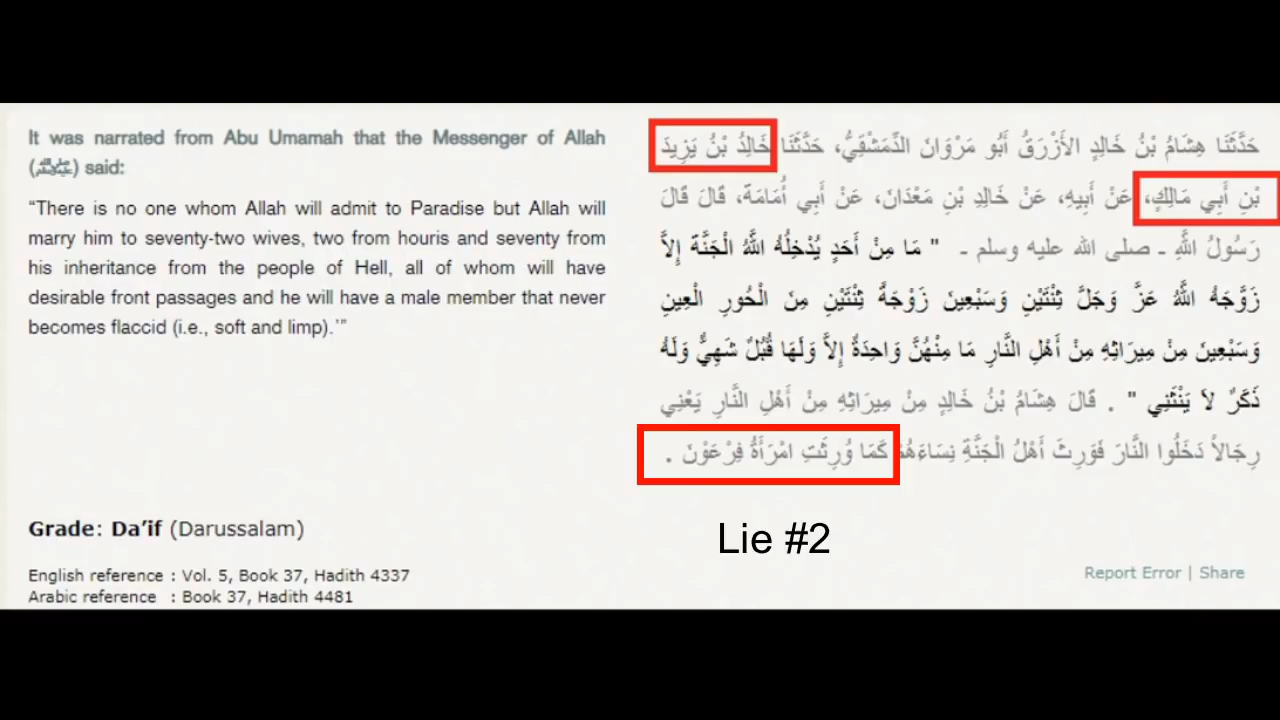 It was narrated from Abu Umamah that the Messenger of Allah
(ﷺ) said:
“There is no one whom Allah will admit to Paradise but Allah will
marry him to seventy-two wives, two from houris and seventy from
his inheritance from the people of Hell, all of whom will have
desirable front passages and he will have a male member that never
becomes flaccid (i.e., soft and limp).’”
Grade: Da’if (Darussalam)
English reference : Vol. 5, Book 37, Hadith 4337
Arabic reference : Book 37, Hadith 4481
حَدَّثَنَا هِشَامُ بْنُ خَالِدٍ الأَزْرَقُ أَبُو مَرْوَانَ الدِّمَشْقِيُّ، حَدَّثَنَا خَالِدُ بْنُ يَزِيدَ
بْنِ أَبِي مَالِكٍ، عَنْ أَبِيهِ، عَنْ خَالِدِ بْنِ مَعْدَانَ، عَنْ أَبِي أُمَامَةَ، قَالَ قَالَ
رَسُولُ اللَّهِ ـ صلى الله عليه وسلم ـ " مَا مِنْ أَحَدٍ يُدْخِلُهُ اللَّهُ الْجَنَّةَ إِلاَّ
زَوَّجَهُ اللَّهُ عَزَّ وَجَلَّ ثِنْتَيْنِ وَسَبْعِينَ زَوْجَةً ثِنْتَيْنِ مِنَ الْحُورِ الْعِينِ
وَسَبْعِينَ مِنْ مِيرَاثِهِ مِنْ أَهْلِ النَّارِ مَا مِنْهُنَّ وَاحِدَةٌ إِلاَّ وَلَهَا قُبُلٌ شَهِيٌّ وَلَهُ
ذَكَرٌ لاَ يَنْثَنِي " . قَالَ هِشَامُ بْنُ خَالِدٍ مِنْ مِيرَاثِهِ مِنْ أَهْلِ النَّارِ يَعْنِي
رِجَالاً دَخَلُوا النَّارَ فَوَرِثَ أَهْلُ الْجَنَّةِ نِسَاءَهُمْ كَمَا وُرِثَتِ امْرَأَةُ فِرْعَوْنَ .
Lie #2
Report Error | Share